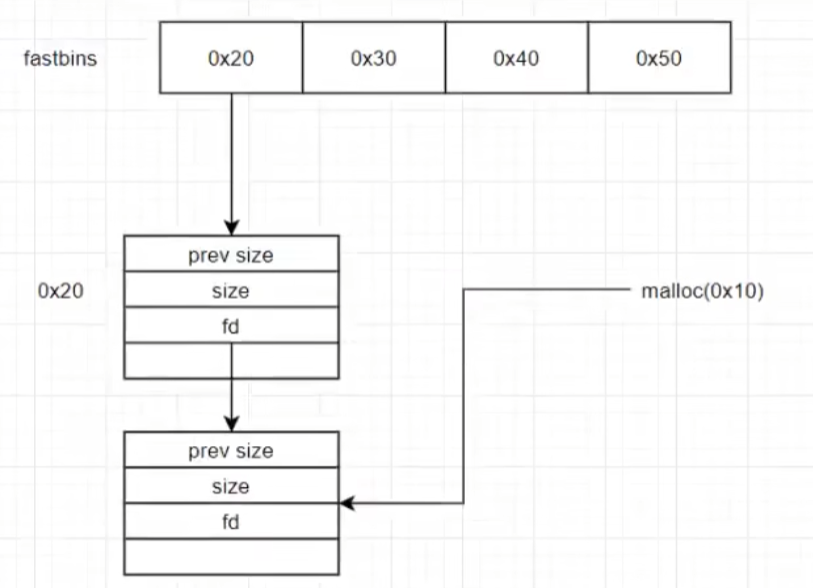 fastbins 0x20 0x30 0x40 0x50
prev size
0x20 size malloc(0x10)
fd
prev size
size
fd